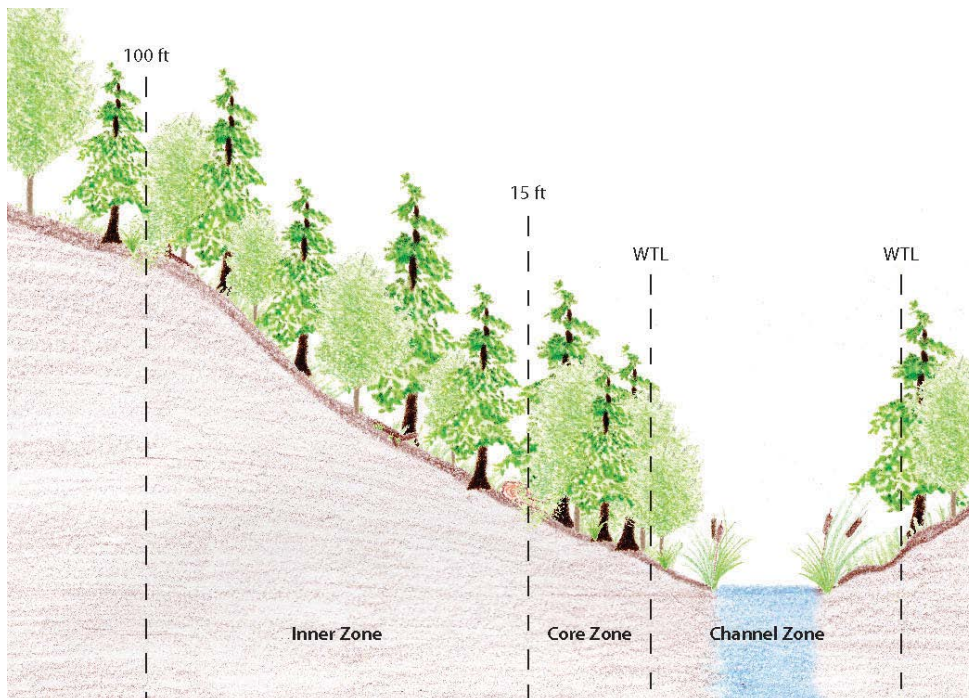 100 ft
15 ft
WTL
WTL
Inner Zone
Core Zone
Channel Zone